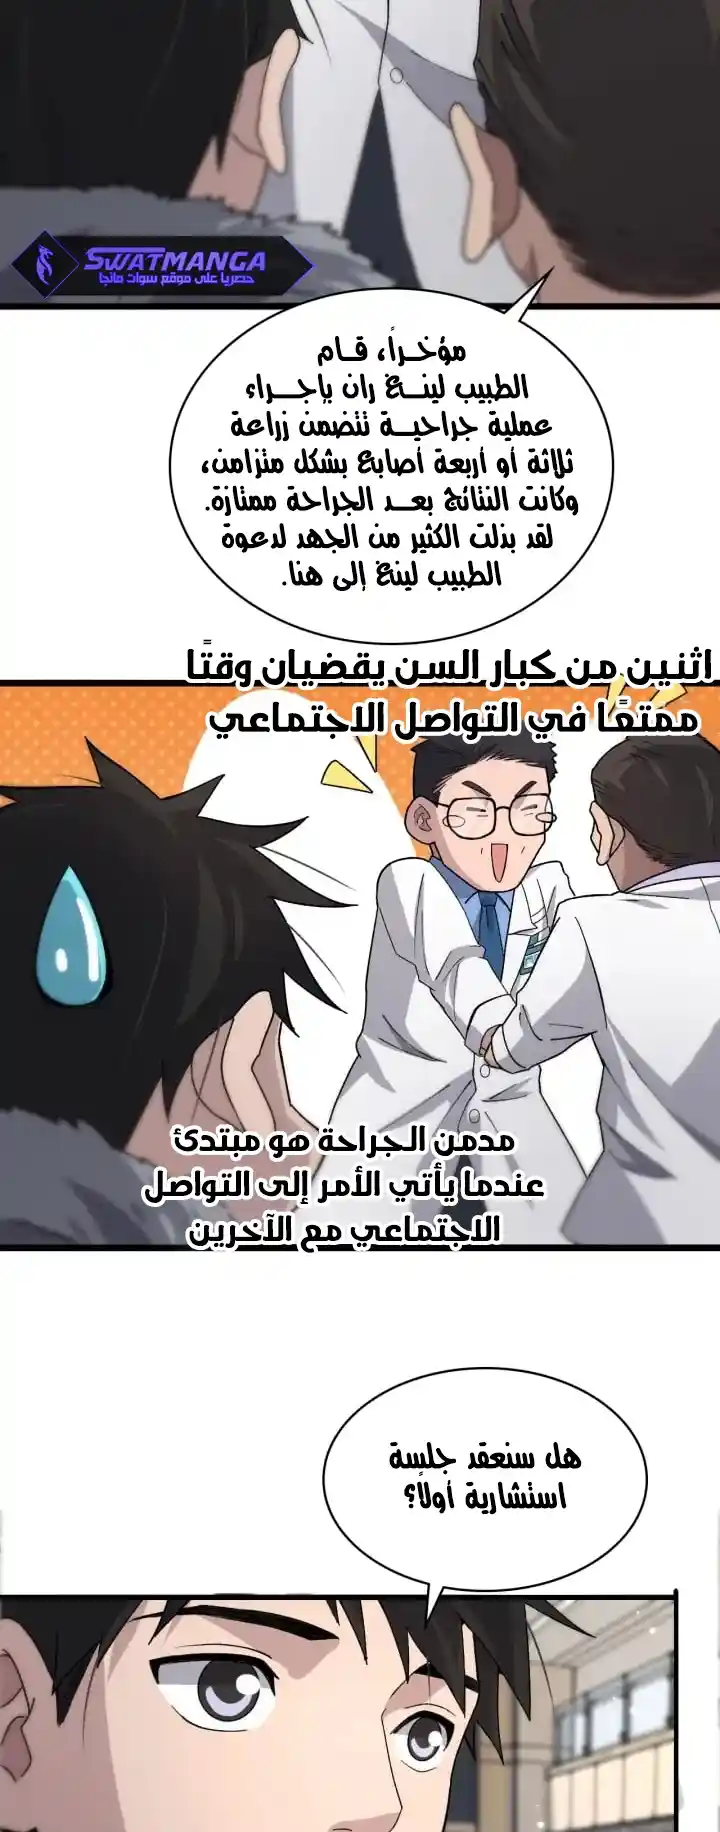 SWATMANGA
حصريا على موقع سوات مانجا
مؤخراً، قام
الطبيب لينغ ران بإجراء
عملية جراحية تتضمن زراعة
ثلاثة أو أربعة أصابع بشكل متزامن،
وكانت النتائج بعد الجراحة ممتازة.
لقد بذلت الكثير من الجهد لدعوة
الطبيب لينغ إلى هنا.
اثنين من كبار السن يقضيان وقتًا
ممتعًا في التواصل الاجتماعي
مدمن الجراحة هو مبتدئ
عندما يأتي الأمر إلى التواصل
الاجتماعي مع الآخرين
هل سنعقد جلسة
استشارية أولاً؟